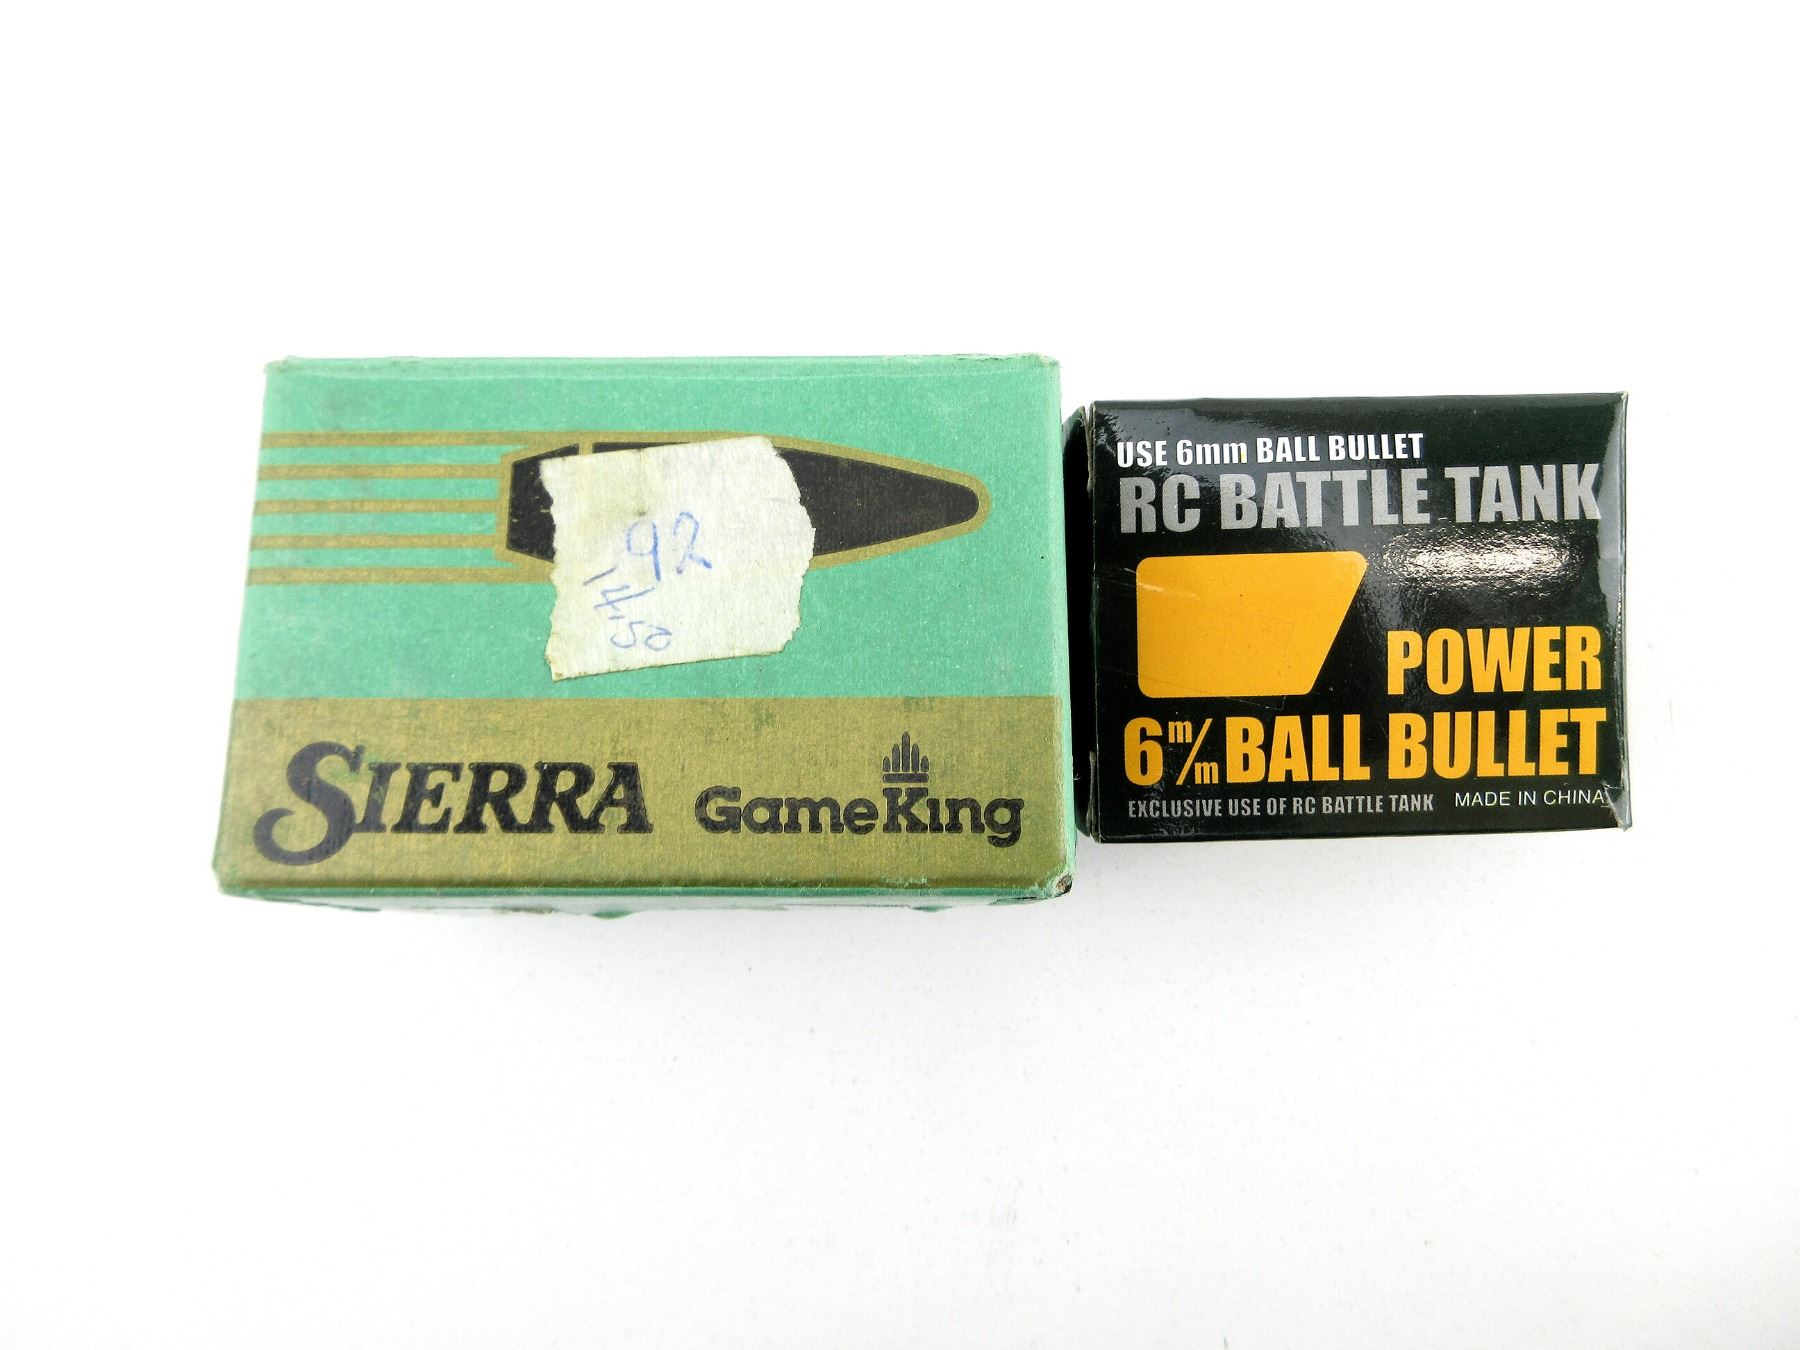 92
14.50
SIERRA GameKing
USE 6mm BALL BULLET
RC BATTLE TANK
POWER
6 m/m BALL BULLET
EXCLUSIVE USE OF RC BATTLE TANK MADE IN CHINA